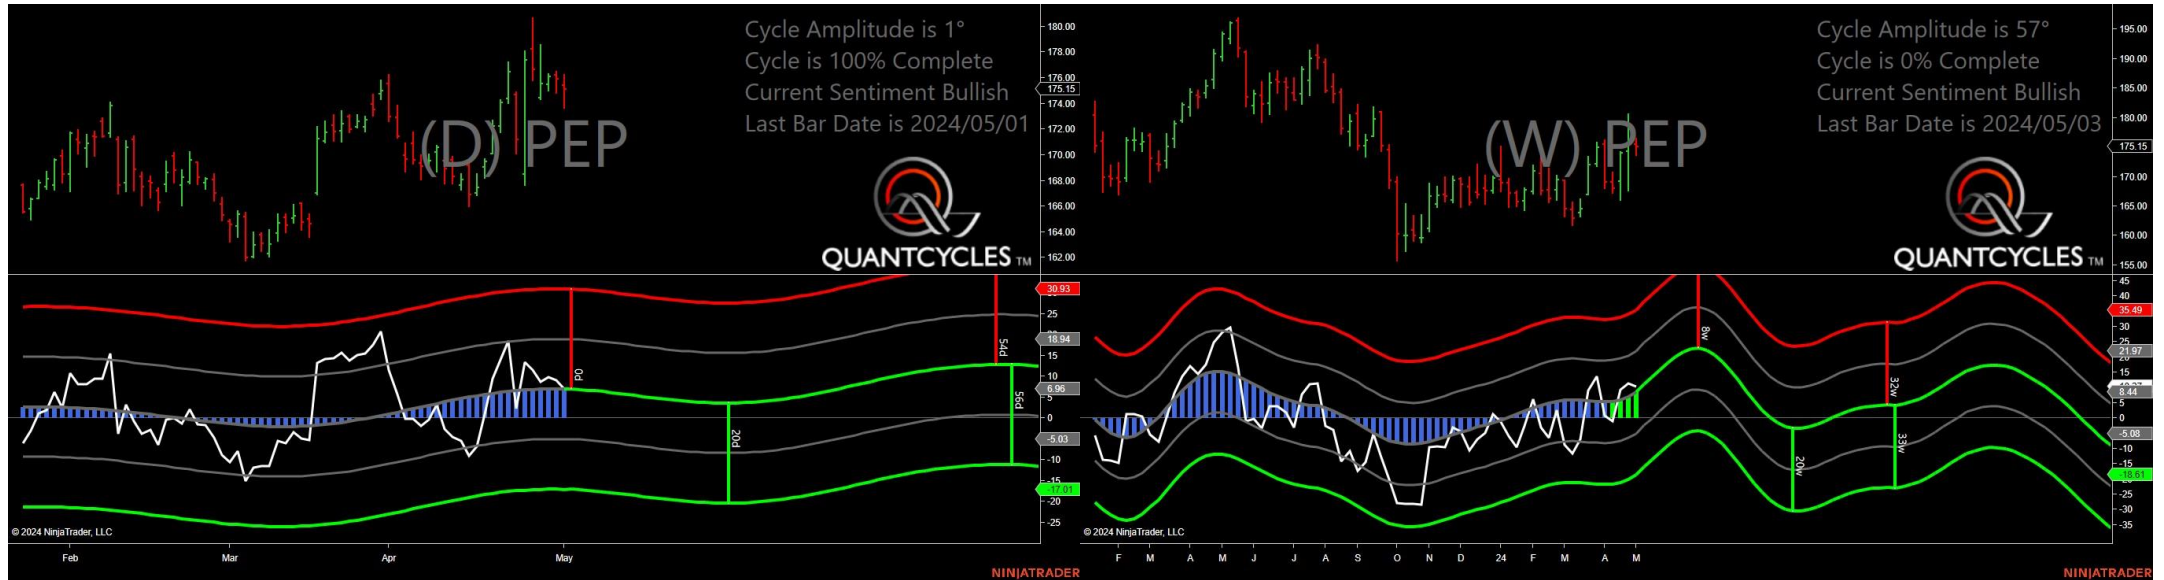 Cycle Amplitude is 1°
Cycle is 100% Complete
Current Sentiment Bullish
Last Bar Date is 2024/05/01
(D) PEP
QUANTCYCLES TM
180.00
178.00
176.00
175.15
174.00
172.00
170.00
168.00
166.00
164.00
162.00
30.93
25
18.94
15
10
6.96
5
0
-5.03
-10
-15
-17.01
-20
-25
0d
20d
54d
55d
© 2024 NinjaTrader, LLC
Feb Mar Apr May
NINJATRADER
Cycle Amplitude is 57°
Cycle is 0% Complete
Current Sentiment Bullish
Last Bar Date is 2024/05/03
(W) PEP
QUANTCYCLES TM
195.00
190.00
185.00
180.00
175.15
170.00
165.00
160.00
155.00
45
40
35.49
30
25
21.97
15
8.44
5
0
-5.08
-10
-15
-18.61
-25
-30
-35
8w
20w
32w
33w
© 2024 NinjaTrader, LLC
F M A M J J A S O N D 24 F M A M
NINJATRADER